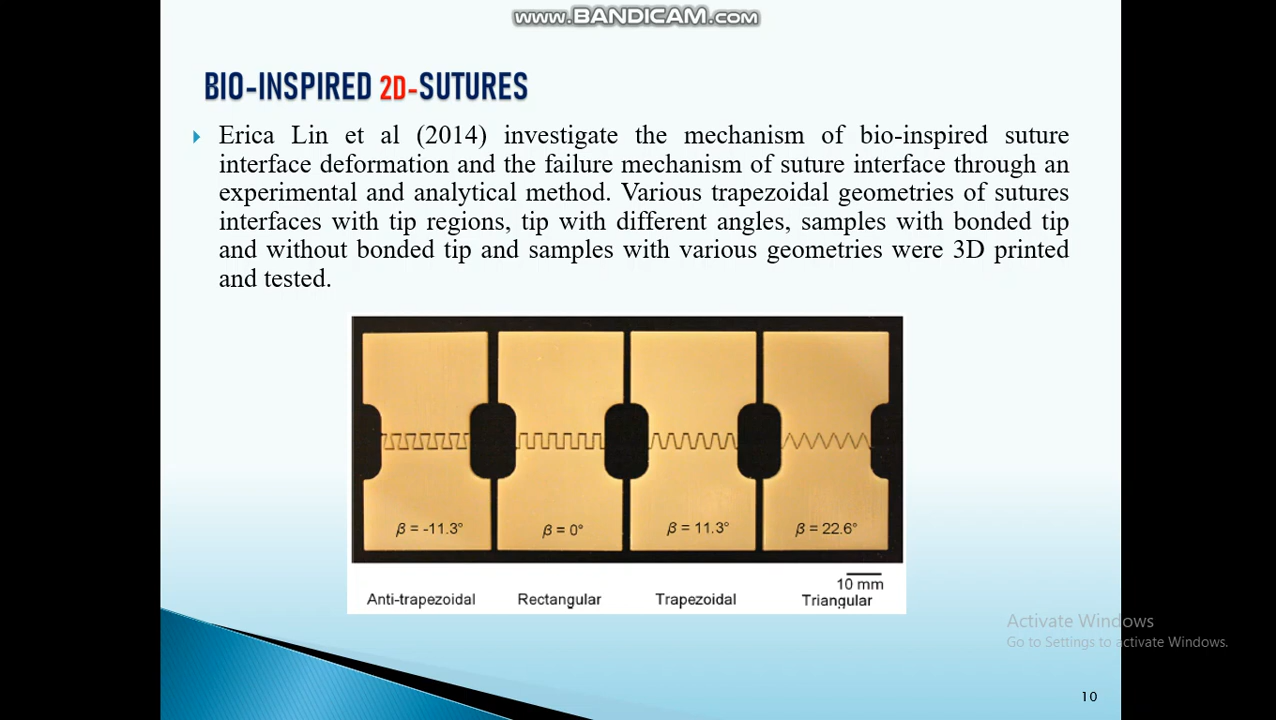 www.BANDICAM.com
BIO-INSPIRED 2D-SUTURES
Erica Lin et al (2014) investigate the mechanism of bio-inspired suture
interface deformation and the failure mechanism of suture interface through an
experimental and analytical method. Various trapezoidal geometries of sutures
interfaces with tip regions, tip with different angles, samples with bonded tip
and without bonded tip and samples with various geometries were 3D printed
and tested.
β = -11.3° β = 0° β = 11.3° β = 22.6°
10 mm
Anti-trapezoidal Rectangular Trapezoidal Triangular
Activate Windows
Go to Settings to activate Windows.
10